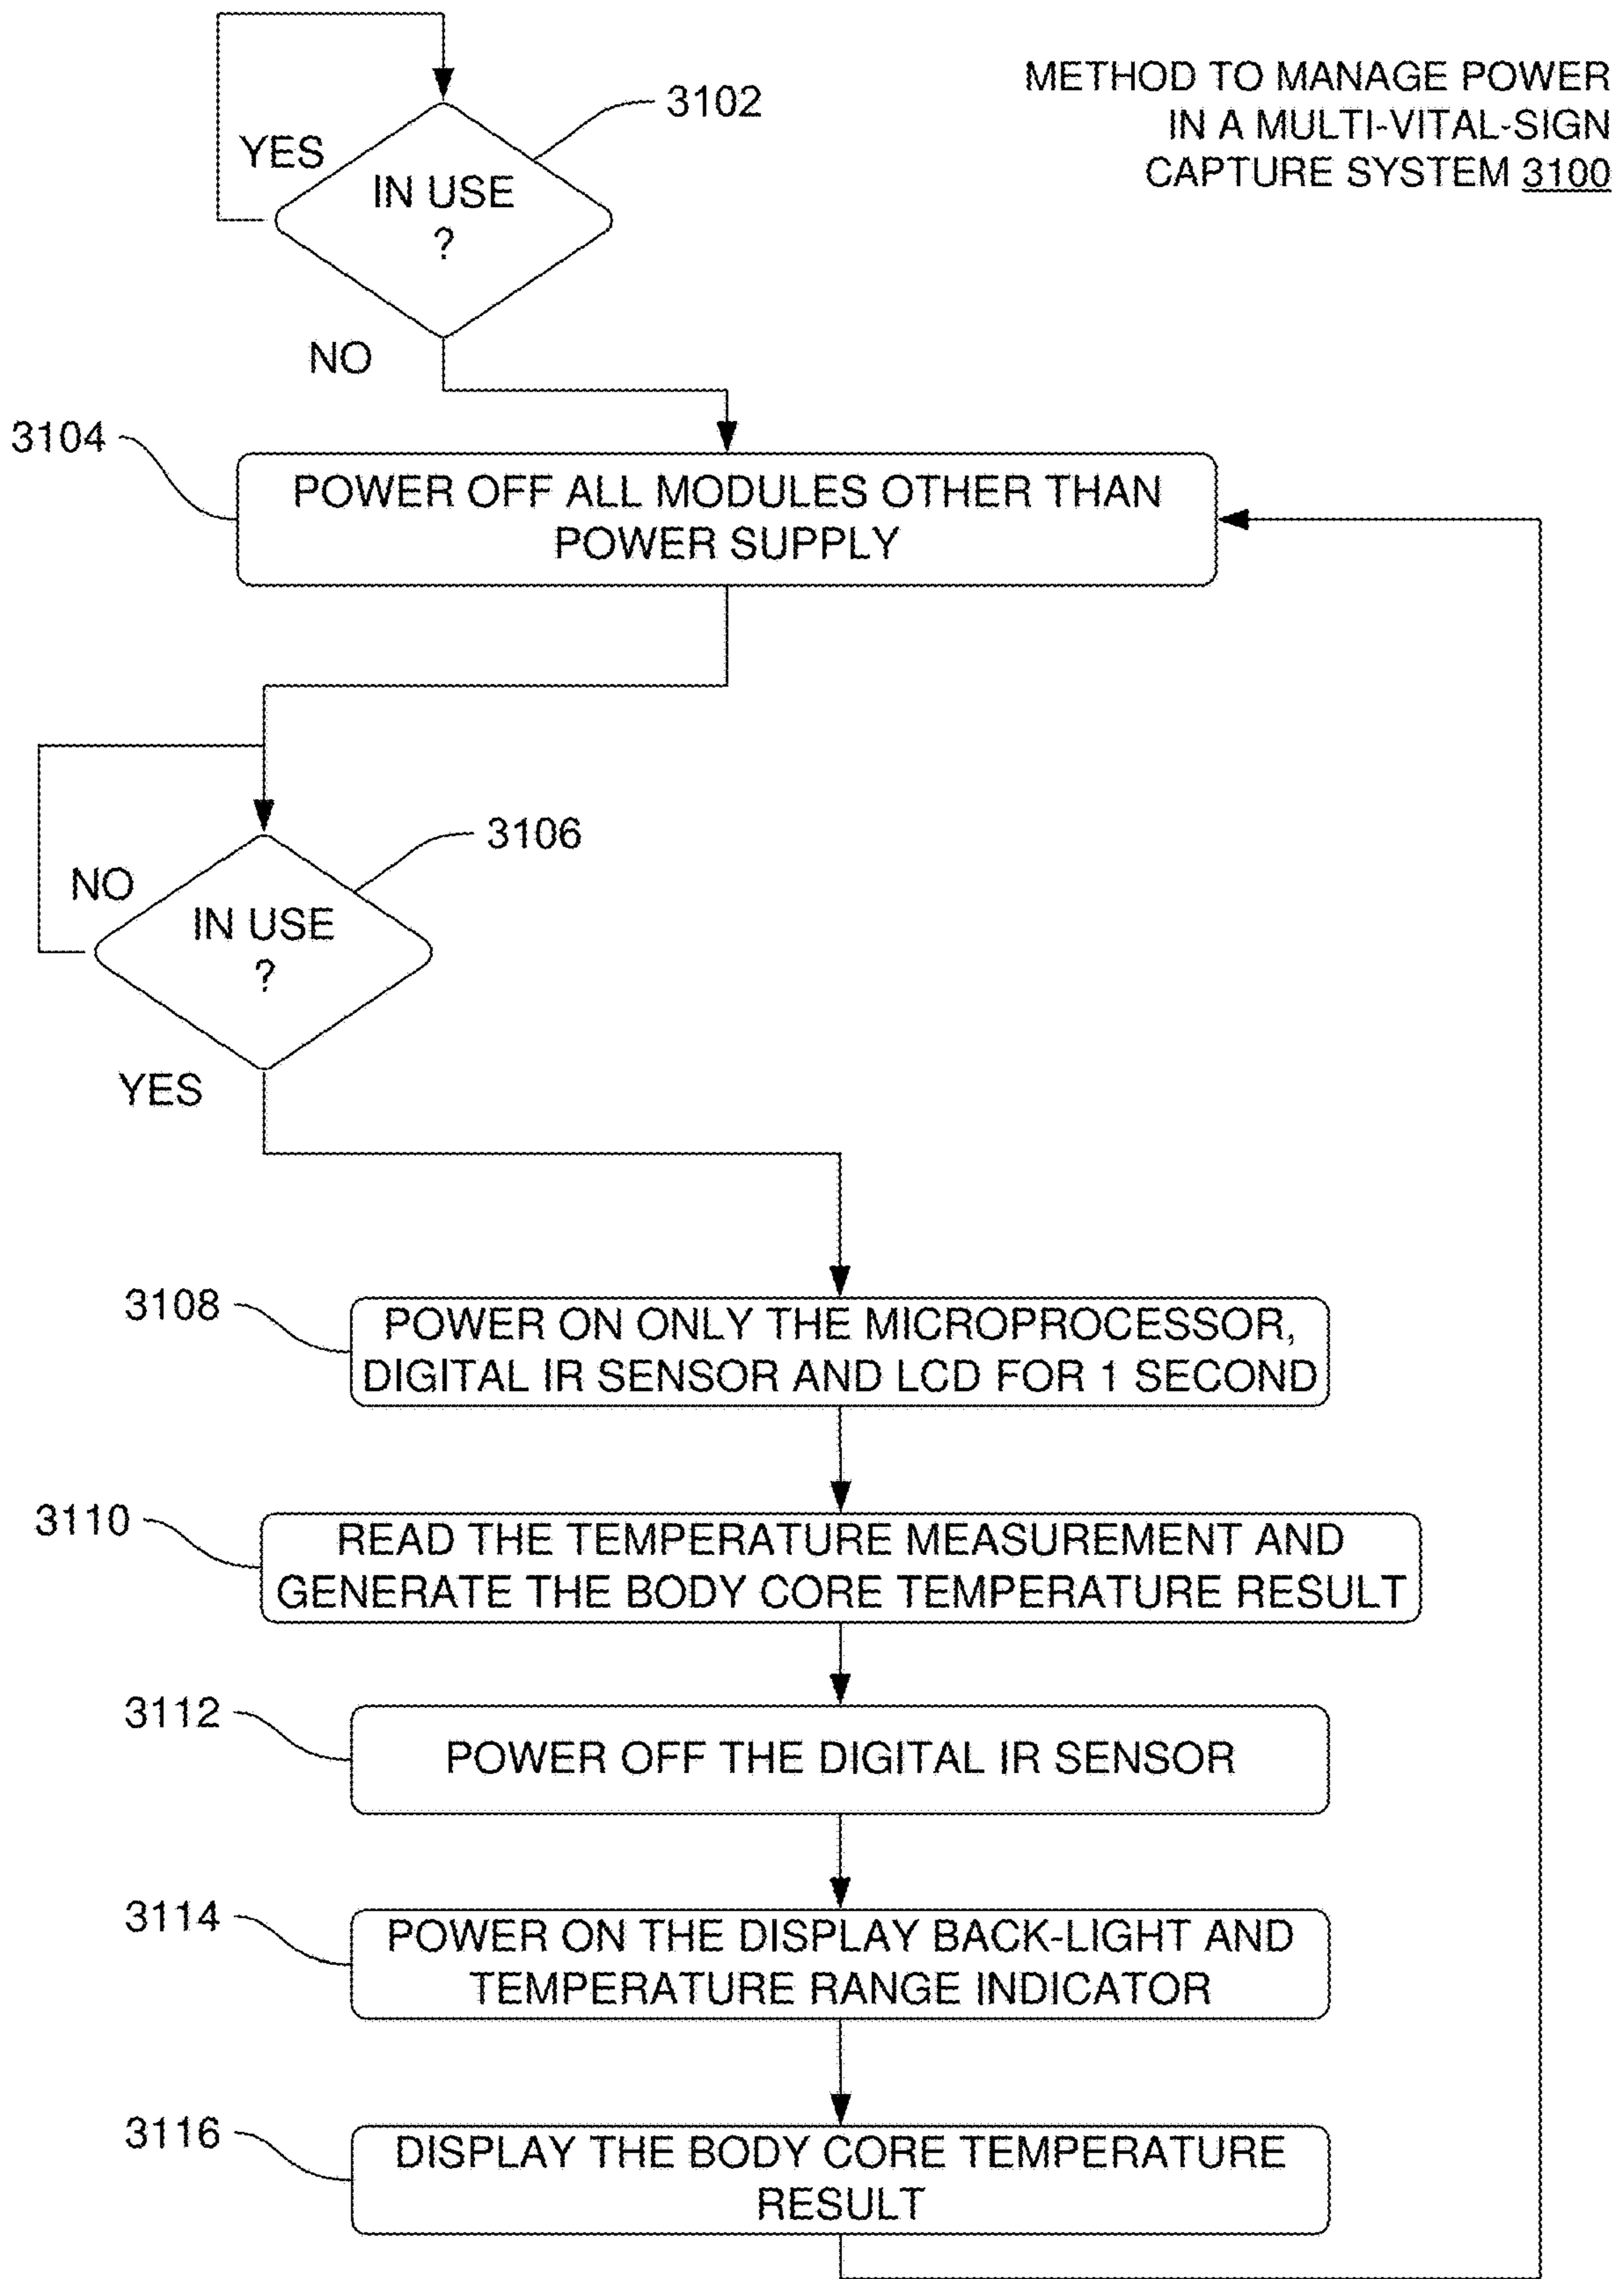 METHOD TO MANAGE POWER
IN A MULTI-VITAL-SIGN
CAPTURE SYSTEM 3100
3102
YES
IN USE
?
NO
3104
POWER OFF ALL MODULES OTHER THAN
POWER SUPPLY
3106
NO
IN USE
?
YES
3108
POWER ON ONLY THE MICROPROCESSOR,
DIGITAL IR SENSOR AND LCD FOR 1 SECOND
3110
READ THE TEMPERATURE MEASUREMENT AND
GENERATE THE BODY CORE TEMPERATURE RESULT
3112
POWER OFF THE DIGITAL IR SENSOR
3114
POWER ON THE DISPLAY BACK-LIGHT AND
TEMPERATURE RANGE INDICATOR
3116
DISPLAY THE BODY CORE TEMPERATURE
RESULT